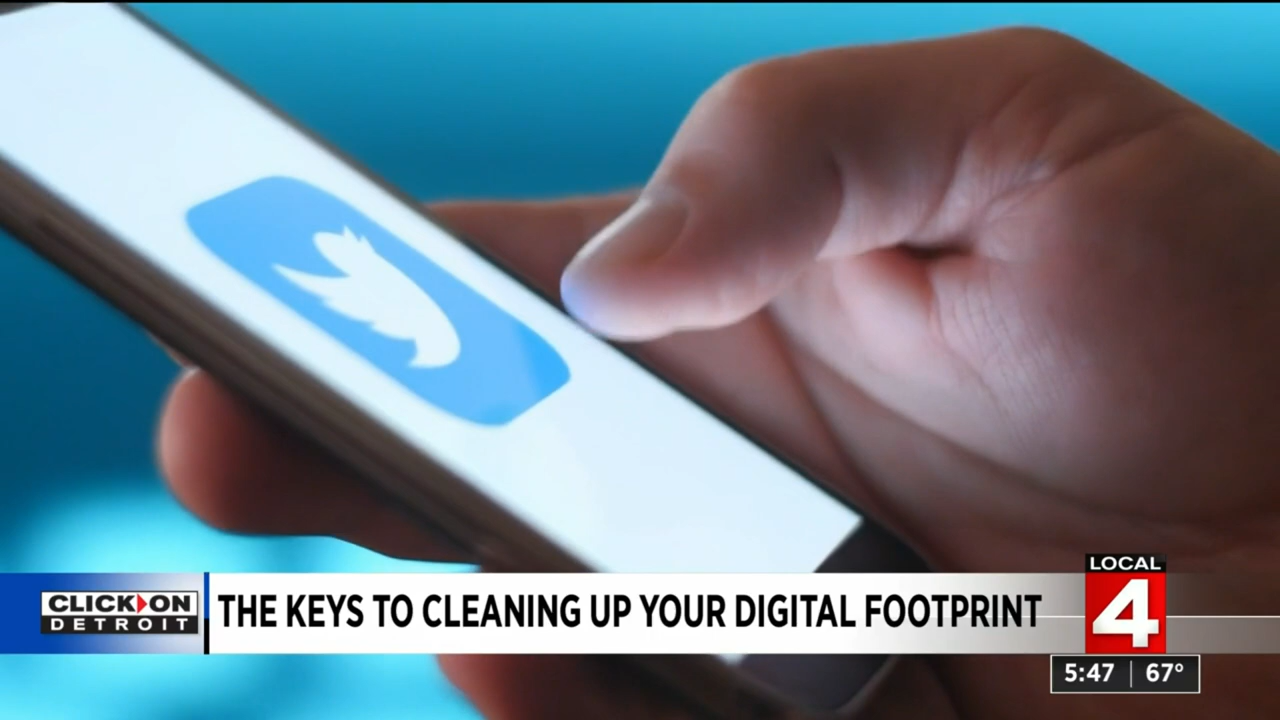 CLICK ON
DETROIT
THE KEYS TO CLEANING UP YOUR DIGITAL FOOTPRINT
LOCAL
4
5:47 67°